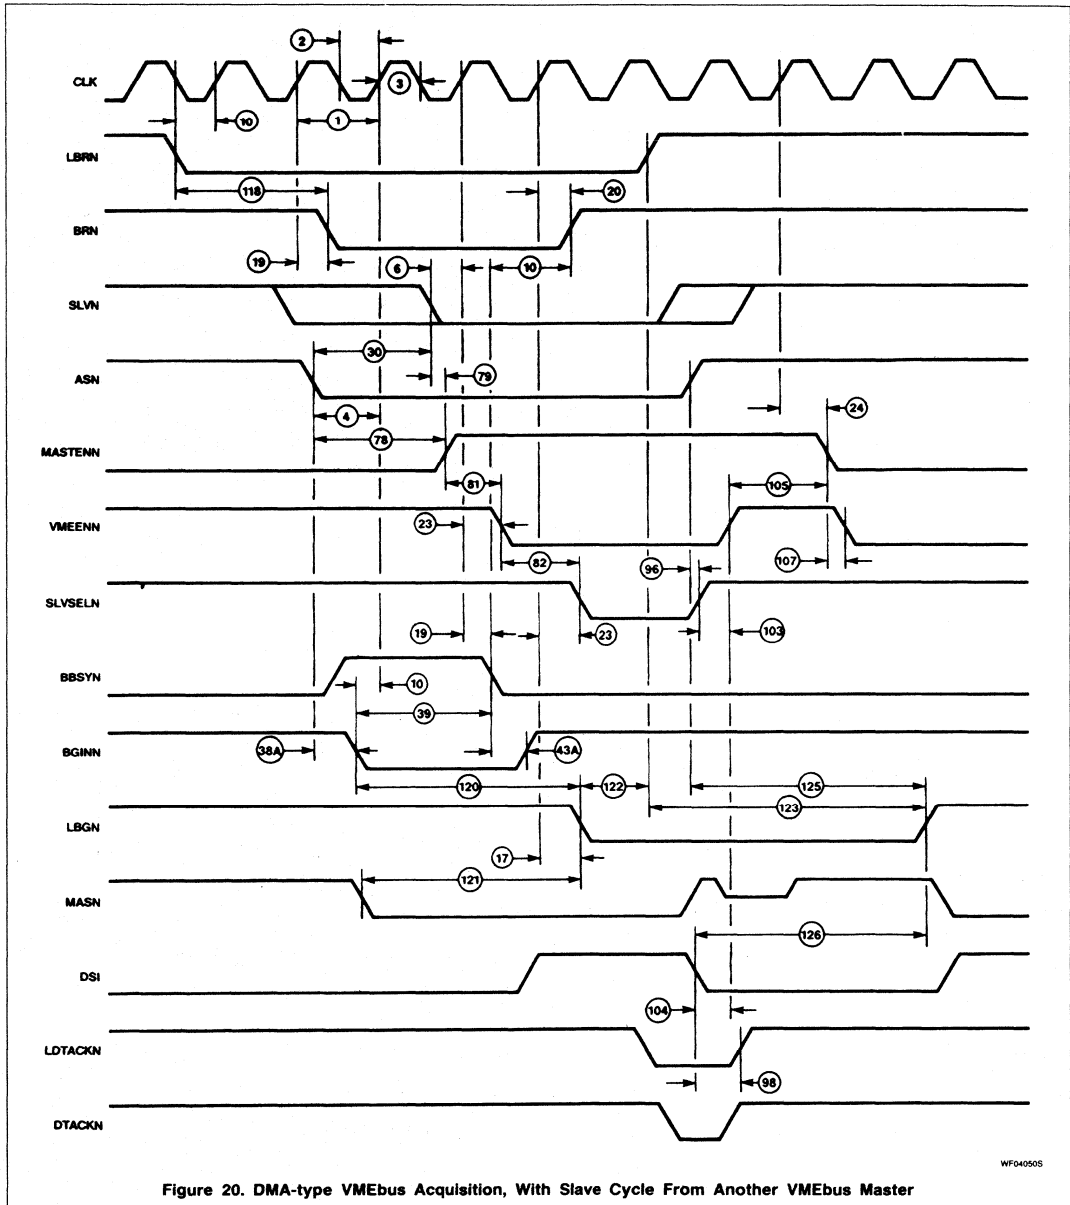 2
CLK
3
10
1
LBRN
118
20
BRN
19
6
10
SLVN
30
ASN
79
4
24
78
MASTENN
81
105
VMEENN
23
82
96
107
SLVSELN
19
23
103
BBSYN
10
39
BGINN
38A
43A
120
122
125
123
LBGN
17
121
MASN
126
DSI
104
LDTACKN
98
DTACKN
WF04050S
Figure 20. DMA-type VMEbus Acquisition, With Slave Cycle From Another VMEbus Master